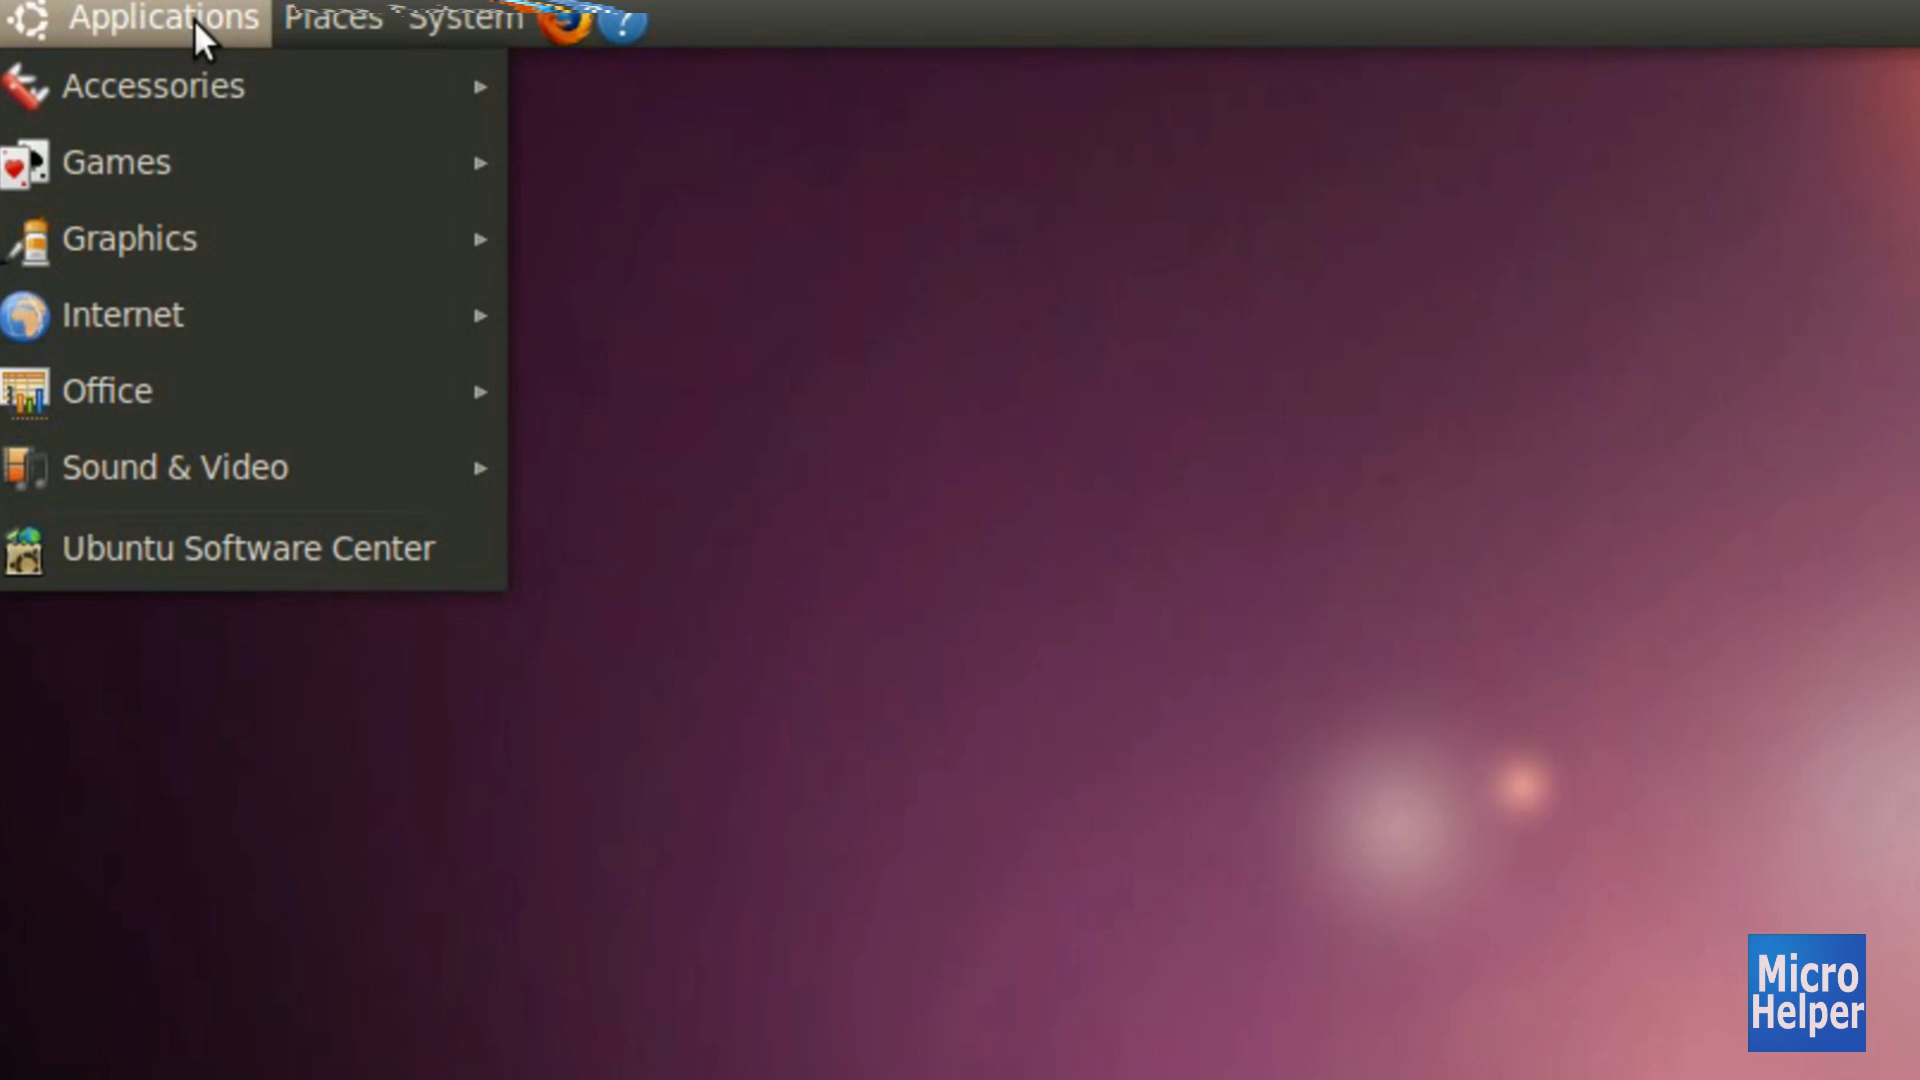 Applications Places System
Accessories
Games
Graphics
Internet
Office
Sound & Video
Ubuntu Software Center
Micro
Helper